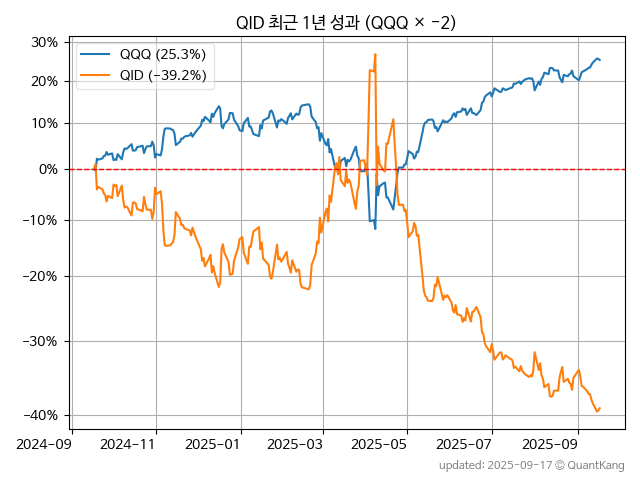 QID 최근 1년 성과 (QQQ × -2)
30%
20%
10%
0%
-10%
-20%
-30%
-40%
QQQ (25.3%)
QID (-39.2%)
2024-09 2024-11 2025-01 2025-03 2025-05 2025-07 2025-09
updated: 2025-09-17 © QuantKang